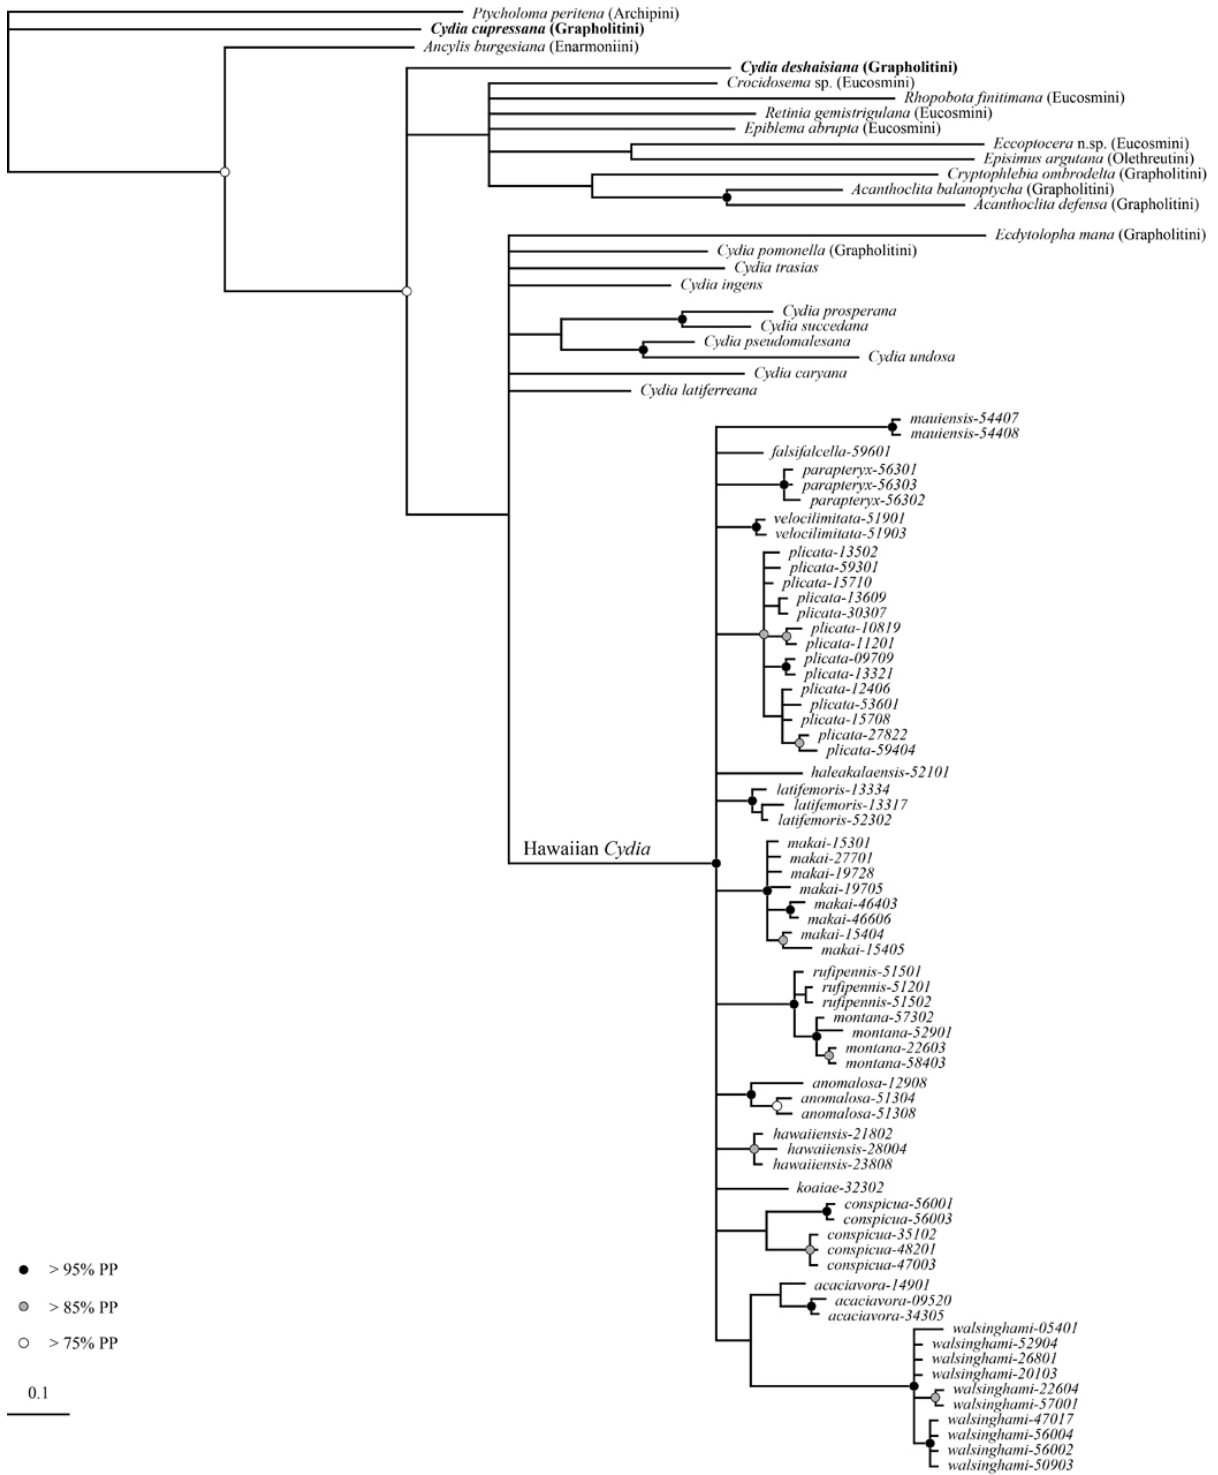 Ptycholoma peritena (Archipini)
Cydia cupressana (Grapholitini)
Ancylis burgesiana (Enarmoniini)
Cydia deshaisiana (Grapholitini)
Crocidosema sp. (Eucosmini)
Rhopobota finitimana (Eucosmini)
Retinia gemistrigulana (Eucosmini)
Epiblema abrupta (Eucosmini)
Eccoptocera n.sp. (Eucosmini)
Episimus argutana (Olethreutini)
Cryptophlebia ombrodelta (Grapholitini)
Acanthoclita balanoptycha (Grapholitini)
Acanthoclita defensa (Grapholitini)
Ecdytolopha mana (Grapholitini)
Cydia pomonella (Grapholitini)
Cydia trasias
Cydia ingens
Cydia prosperana
Cydia succedana
Cydia pseudomalesana
Cydia undosa
Cydia caryana
Cydia latiferreana
mauiensis-54407
mauiensis-54408
falsifalcella-59601
parapteryx-56301
parapteryx-56303
parapteryx-56302
velocilimitata-51901
velocilimitata-51903
plicata-13502
plicata-59301
plicata-15710
plicata-13609
plicata-30307
plicata-10819
plicata-11201
plicata-09709
plicata-13321
plicata-12406
plicata-53601
plicata-15708
plicata-27822
plicata-59404
haleakalaensis-52101
latifemoris-13334
latifemoris-13317
latifemoris-52302
Hawaiian Cydia
makai-15301
makai-27701
makai-19728
makai-19705
makai-46403
makai-46606
makai-15404
makai-15405
rufipennis-51501
rufipennis-51201
rufipennis-51502
montana-57302
montana-52901
montana-22603
montana-58403
anomalosa-12908
anomalosa-51304
anomalosa-51308
hawaiiensis-21802
hawaiiensis-28004
hawaiiensis-23808
koaiae-32302
conspicua-56001
conspicua-56003
conspicua-35102
conspicua-48201
conspicua-47003
acaciavora-14901
acaciavora-09520
acaciavora-34305
walsinghami-05401
walsinghami-52904
walsinghami-26801
walsinghami-20103
walsinghami-22604
walsinghami-57001
walsinghami-47017
walsinghami-56004
walsinghami-56002
walsinghami-50903
> 95% PP
> 85% PP
> 75% PP
0.1